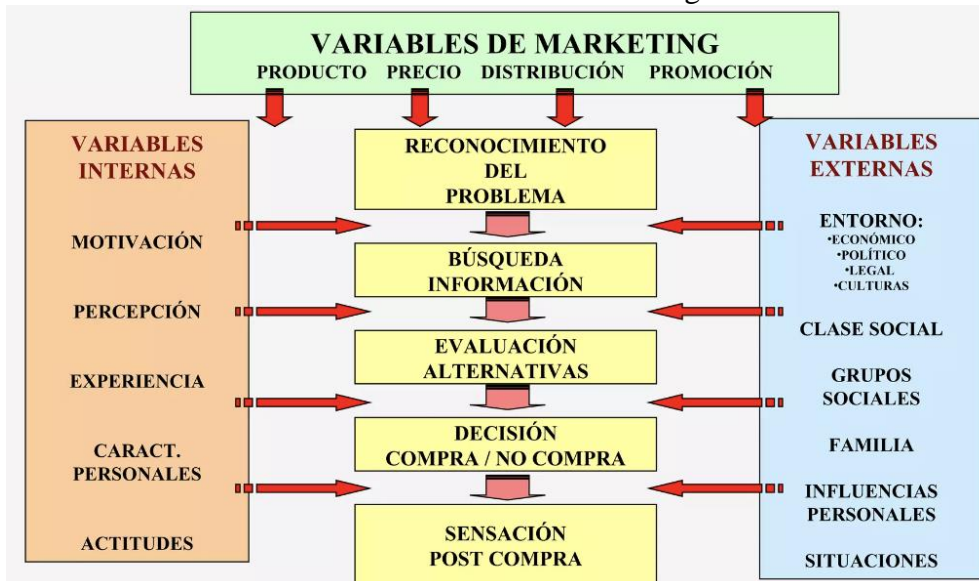 VARIABLES DE MARKETING
PRODUCTO PRECIO DISTRIBUCIÓN PROMOCIÓN
VARIABLES
INTERNAS
MOTIVACIÓN
PERCEPCIÓN
EXPERIENCIA
CARACT.
PERSONALES
ACTITUDES
RECONOCIMIENTO
DEL
PROBLEMA
BÚSQUEDA
INFORMACIÓN
EVALUACIÓN
ALTERNATIVAS
DECISIÓN
COMPRA / NO COMPRA
SENSACIÓN
POST COMPRA
VARIABLES
EXTERNAS
ENTORNO:
•ECONÓMICO
•POLÍTICO
•LEGAL
•CULTURAS
CLASE SOCIAL
GRUPOS
SOCIALES
FAMILIA
INFLUENCIAS
PERSONALES
SITUACIONES